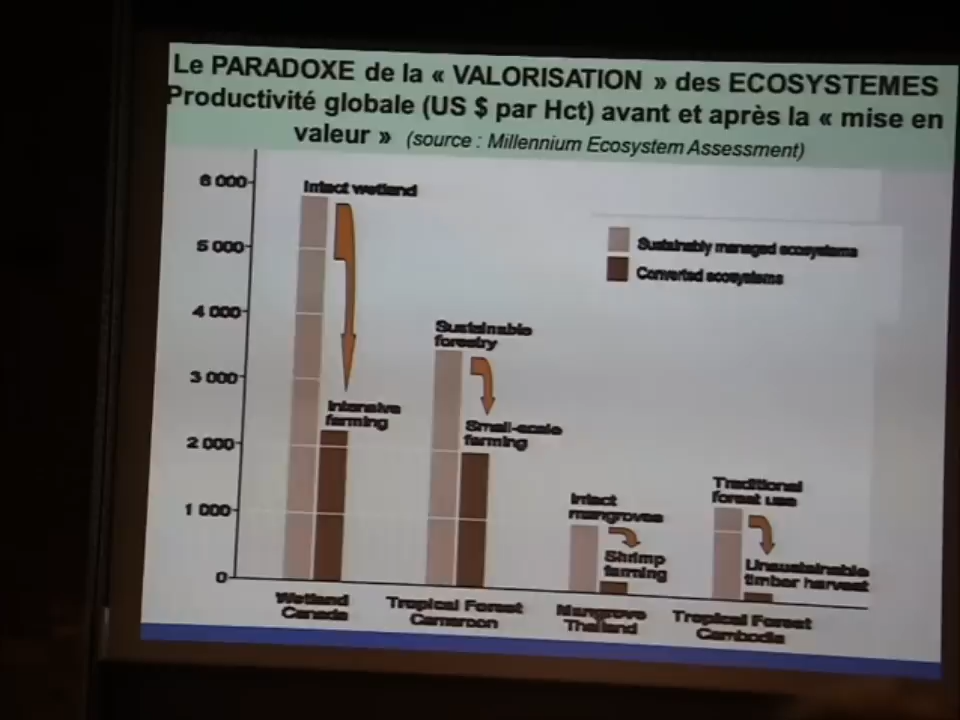 Le PARADOXE de la « VALORISATION » des ECOSYSTEMES
Productivité globale (US $ par Hct) avant et après la « mise en
valeur » (source : Millennium Ecosystem Assessment)
6 000
5 000
4 000
3 000
2 000
1 000
0
Intact wetland
Intensive
farming
Sustainable
forestry
Small-scale
farming
Intact
mangroves
Shrimp
farming
Traditional
forest use
Unsustainable
timber harvest
Sustainably managed ecosystems
Converted ecosystems
Wetland
Canada
Tropical Forest
Cameroon
Mangrove
Thailand
Tropical Forest
Cambodia